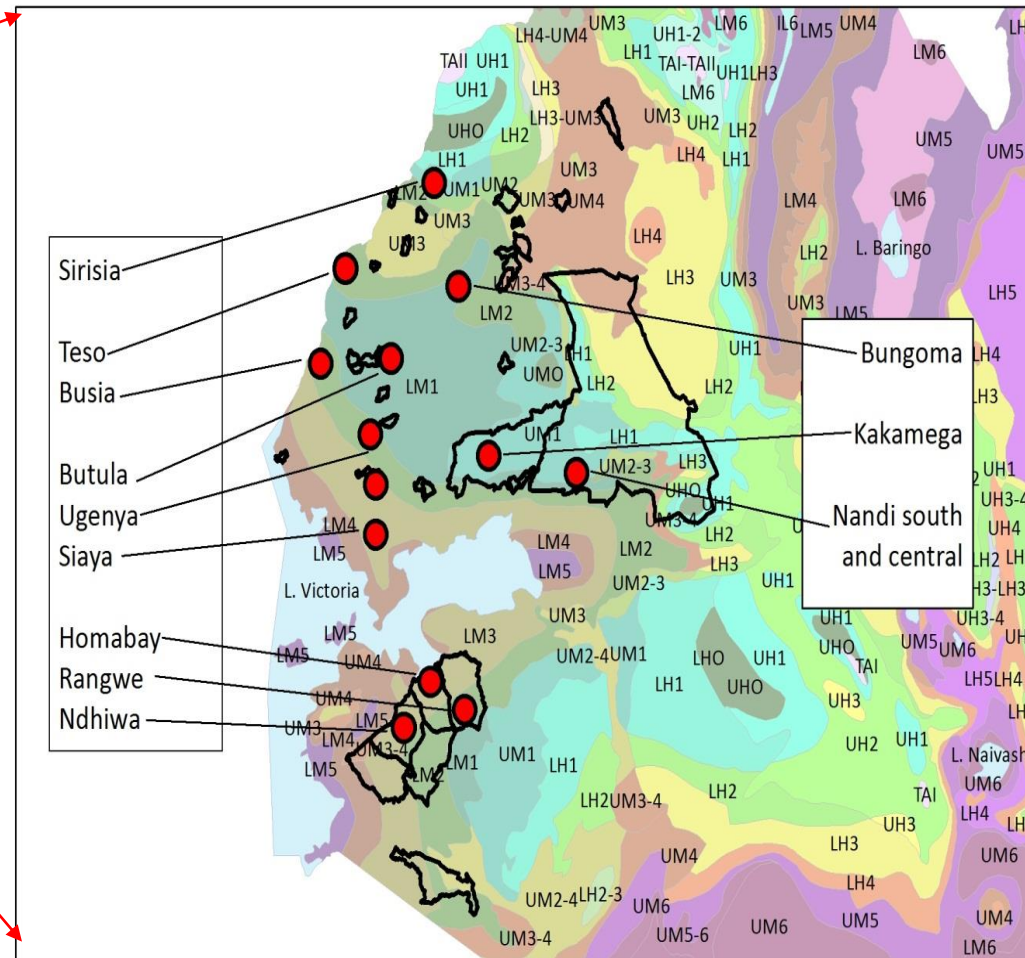 LH4-UM4
UM3
UH1-2
LM6
IL6
LM5
UM4
LH1
TAII
UH1
TAI-TAII
UH1
LH3
LM6
UH1
LH3
LM6
UHO
LH3-UM3
UM3
UH2
LH2
LH2
UM5
LH1
LH4
LH1
UM5
UM3
LM2
UM1
UM2
UM3
UM4
LM4
LM6
UM3
UM3
LH4
L. Baringo
LH2
Sirisia
UM3-4
LH3
UM3
LH5
LM2
UM3
LM5
Teso
UM2-3
LH1
UH1
Bungoma
LH4
Busia
LM1
UMO
LH2
LH2
LH3
UM1
LH1
Kakamega
Butula
UM2-3
LH3
UH1
Ugenya
UHO
UH1
UH3-4
LM4
UM3-4
Nandi south
and central
UH4
Siaya
LM5
LM4
LM2
LH2
LH2
LM5
LH3
L. Victoria
UM2-3
UH1
LH3-LH3
UM3
UH1
UH3-4
Homabay
LM5
LM3
UHO
UM5
LM5
UM4
UM2-4
UM1
LHO
UH1
TAI
UM6
Rangwe
UM4
LH1
UHO
LH5
LH4
UH3
Ndhiwa
UM3
LM5
LM4
UM3-4
UH2
UH1
LM5
LM1
UM1
LM2
LH1
L. Naivash
UM6
LH2
UM3-4
LH2
TAI
LH4
UH3
LH3
UM4
UM6
LH4
UM2-4
LH2-3
UM6
UM5
UM4
UM3-4
UM5-6
UM6
LM6